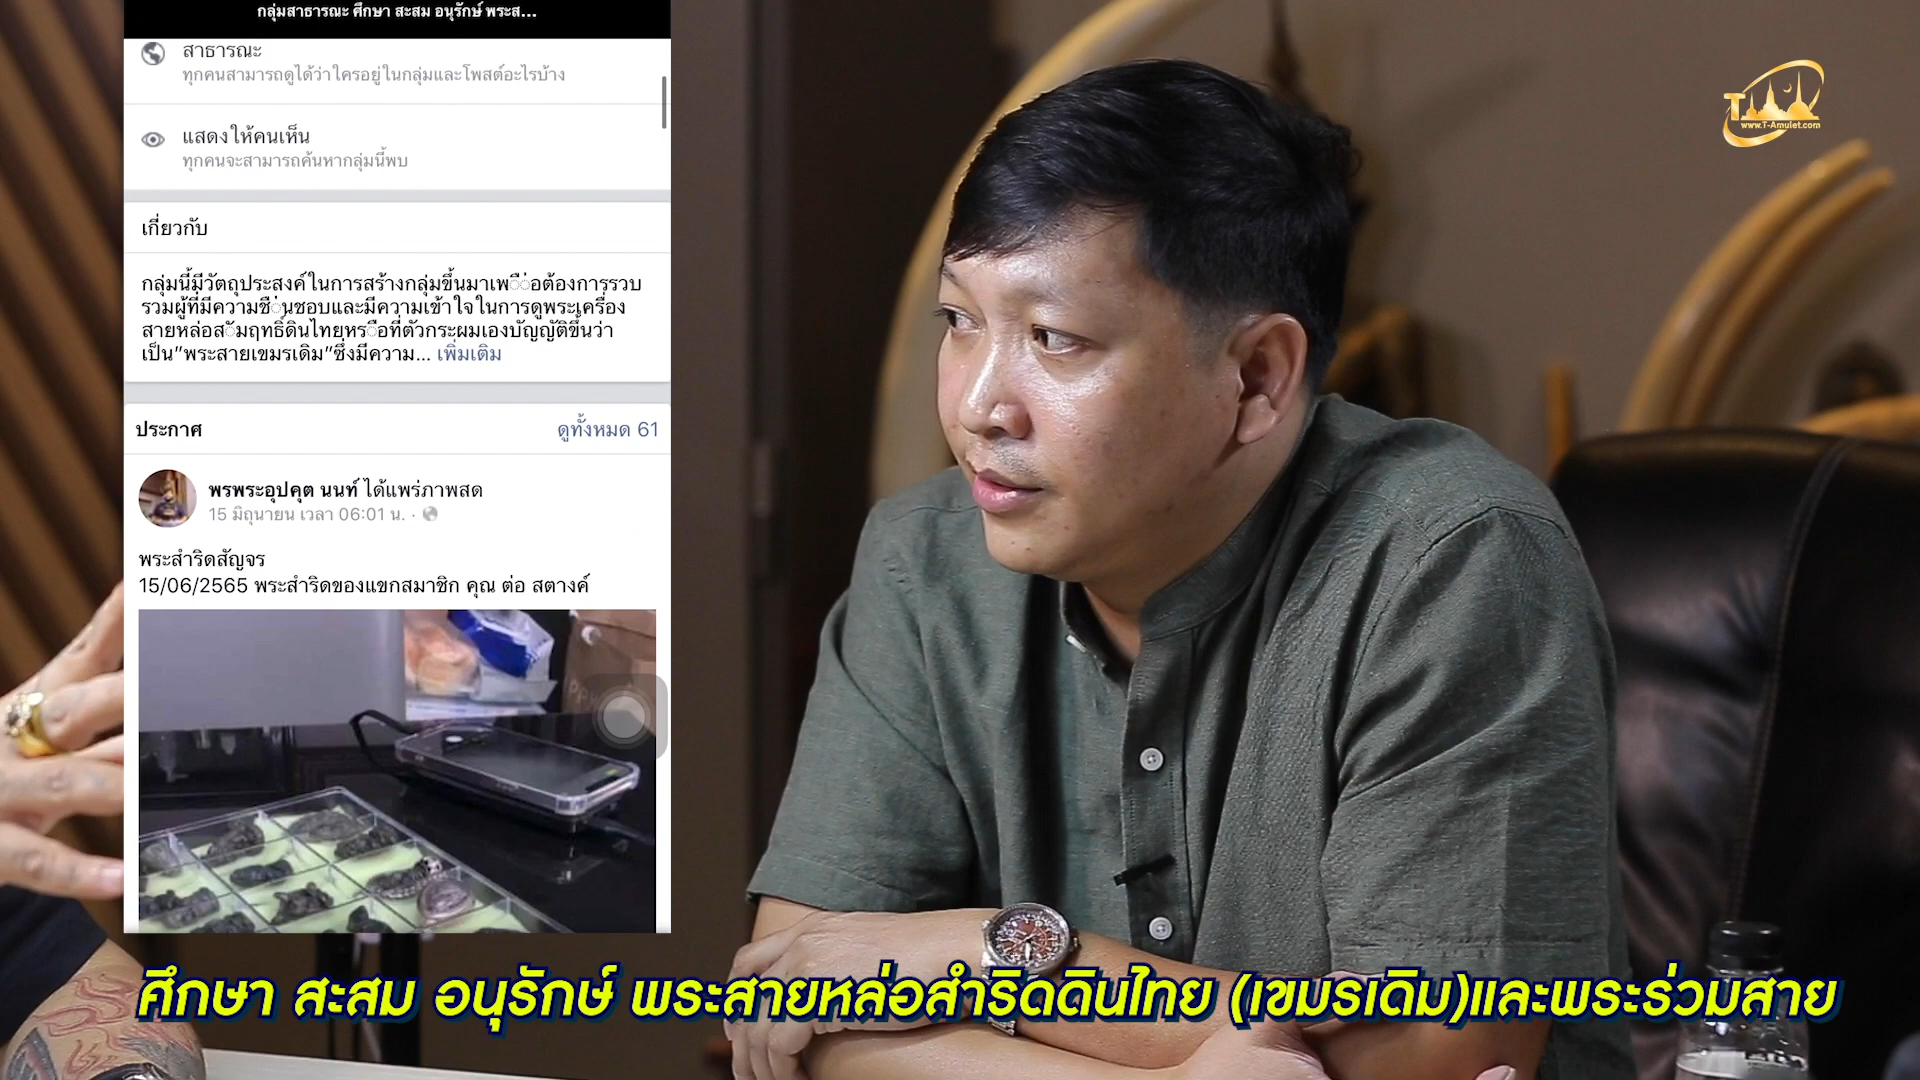 กลุ่มสาธารณะ ศึกษา สะสม อนุรักษ์ พระส...
สาธารณะ
ทุกคนสามารถดูได้ว่าใครอยู่ในกลุ่มและโพสต์อะไรบ้าง
แสดงให้คนเห็น
ทุกคนจะสามารถค้นหากลุ่มนี้พบ
เกี่ยวกับ
กลุ่มนี้มีวัตถุประสงค์ในการสร้างกลุ่มขึ้นมาเพื่อต้องการรวบ
รวมผู้ที่มีความชื่นชอบและมีความเข้าใจในการดูพระเครื่อง
สายหล่อสัมฤทธิ์ดินไทยหรือที่ตัวกระผมเองบัญญัติขึ้นว่า
เป็น"พระสายเขมรเดิม"ซึ่งมีความ... เพิ่มเติม
ประกาศ
ดูทั้งหมด 61
พรพระอุปคุต นนท์ ได้แพร่ภาพสด
15 มิถุนายน เวลา 06:01 น. ·
พระสำริดสัญจร
15/06/2565 พระสำริดของแขกสมาชิก คุณ ต่อ สตางค์
T
www.T-Amulet.com
ศึกษา สะสม อนุรักษ์ พระสายหล่อสำริดดินไทย (เขมรเดิม)และพระร่วมสาย